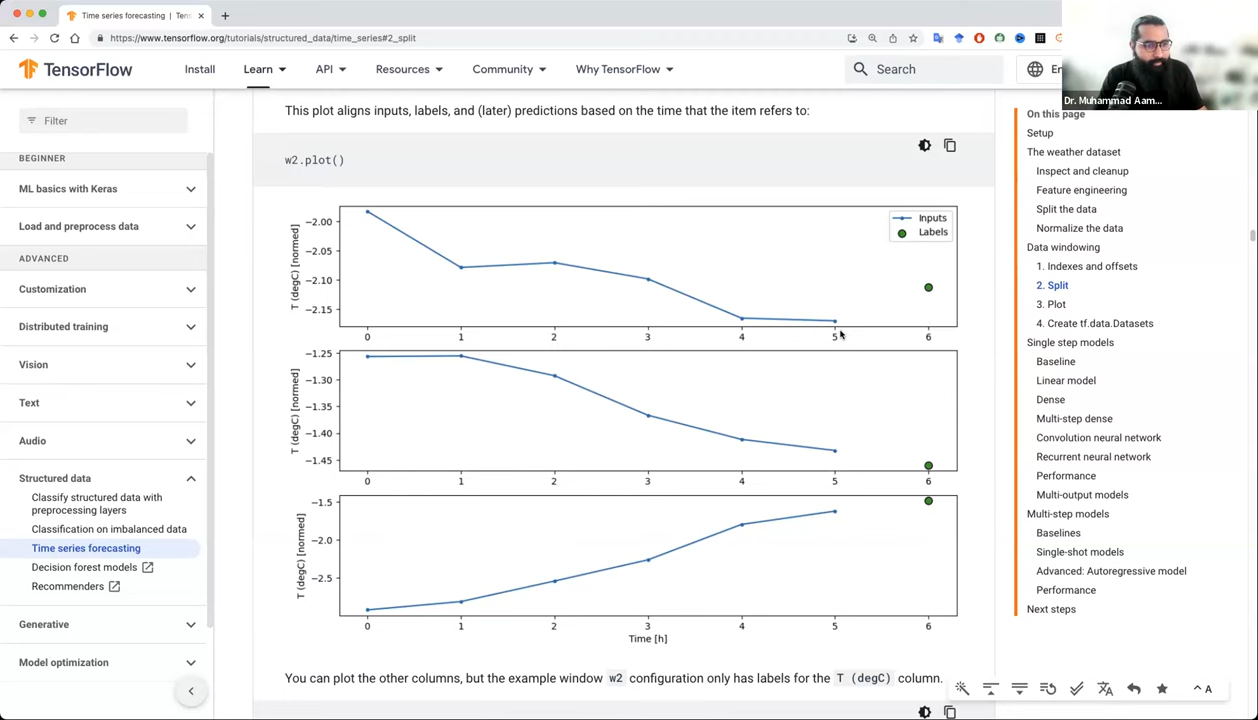 Time series forecasting | Tens
https://www.tensorflow.org/tutorials/structured_data/time_series#2_split
TensorFlow
Install
Learn
API
Resources
Community
Why TensorFlow
Search
Dr. Muhammad Aam...
Filter
BEGINNER
ML basics with Keras
Load and preprocess data
ADVANCED
Customization
Distributed training
Vision
Text
Audio
Structured data
Classify structured data with
preprocessing layers
Classification on imbalanced data
Time series forecasting
Decision forest models
Recommenders
Generative
Model optimization
This plot aligns inputs, labels, and (later) predictions based on the time that the item refers to:
w2.plot()
T (degC) [normed]
−2.00
−2.05
−2.10
−2.15
Inputs
Labels
0 1 2 3 4 5 6
T (degC) [normed]
−1.25
−1.30
−1.35
−1.40
−1.45
0 1 2 3 4 5 6
T (degC) [normed]
−1.5
−2.0
−2.5
0 1 2 3 4 5 6
Time [h]
You can plot the other columns, but the example window w2 configuration only has labels for the T (degC) column.
On this page
Setup
The weather dataset
Inspect and cleanup
Feature engineering
Split the data
Normalize the data
Data windowing
1. Indexes and offsets
2. Split
3. Plot
4. Create tf.data.Datasets
Single step models
Baseline
Linear model
Dense
Multi-step dense
Convolution neural network
Recurrent neural network
Performance
Multi-output models
Multi-step models
Baselines
Single-shot models
Advanced: Autoregressive model
Performance
Next steps
A